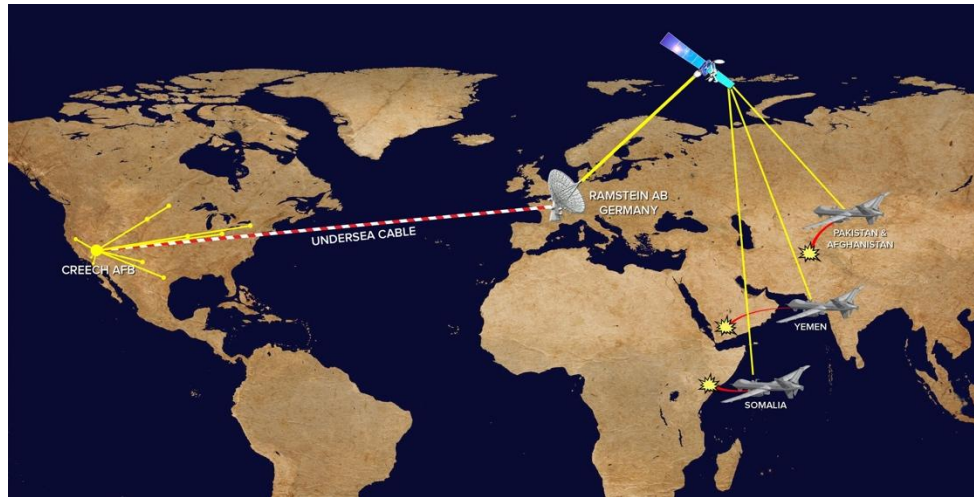 RAMSTEIN AB
GERMANY
UNDERSEA CABLE
CREECH AFB
PAKISTAN &
AFGHANISTAN
YEMEN
SOMALIA